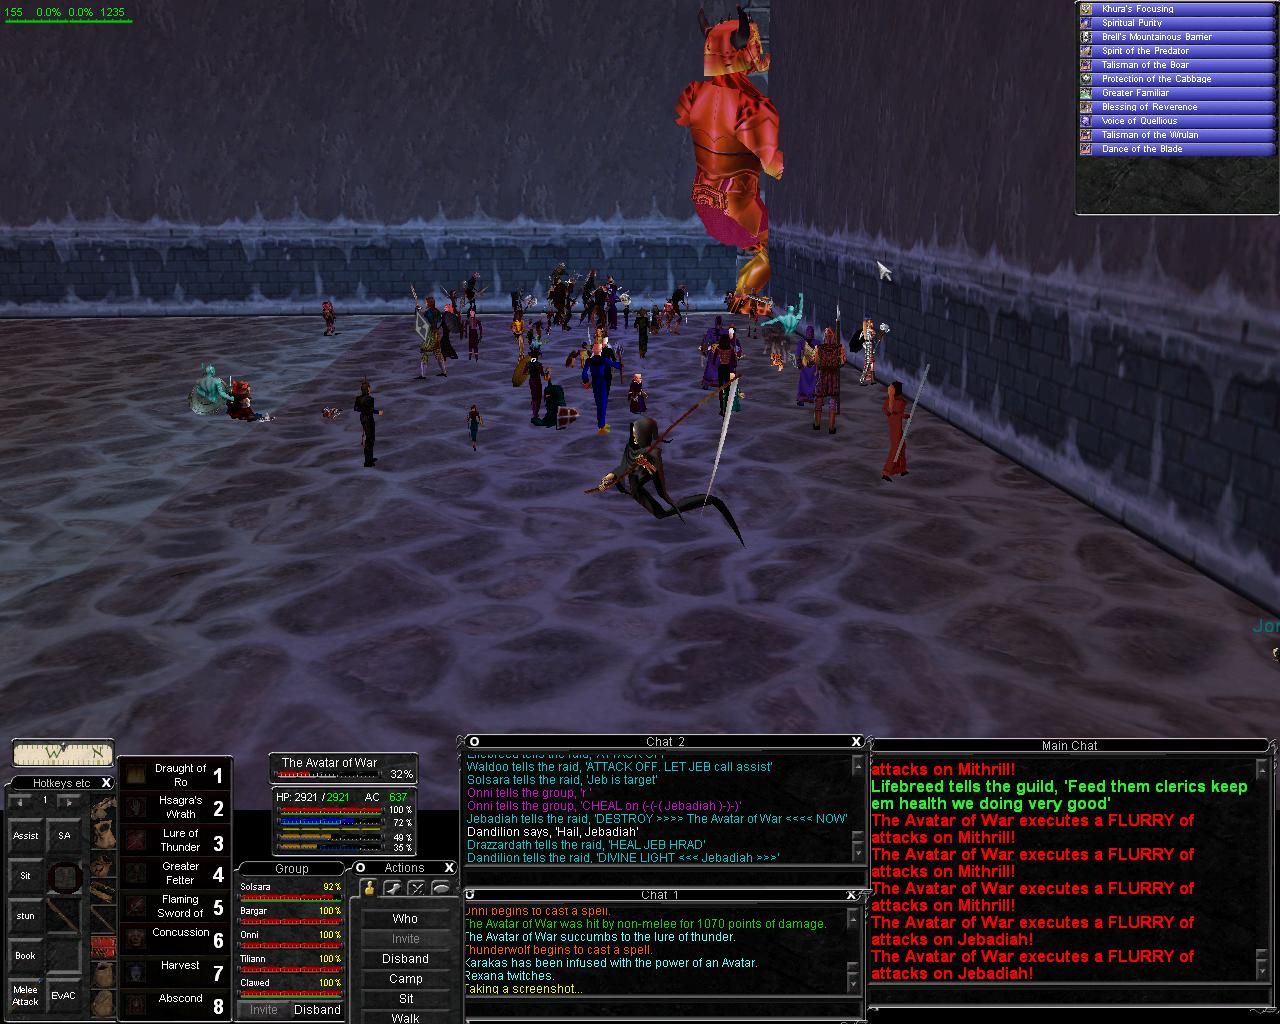 155 0.0% 0.0% 1235
Khura's Focusing
Spiritual Purity
Brell's Mountainous Barrier
Spirit of the Predator
Talisman of the Boar
Protection of the Cabbage
Greater Familiar
Blessing of Reverence
Voice of Quellious
Talisman of the Wrulan
Dance of the Blade
W N
Hotkeys etc X
1
Assist SA
Sit
stun
Book
Melee Attack EvAC
Draught of Ro 1
Hsagra's Wrath 2
Lure of Thunder 3
Greater Fetter 4
Flaming Sword of 5
Concussion 6
Harvest 7
Abscond 8
The Avatar of War
32%
HP: 2921 / 2921 AC 637
100 %
72 %
49 %
35 %
Group
Solsara 92%
Bargar 100%
Onni 100%
Tiliann 100%
Clawed 100%
Invite Disband
O Actions X
Who
Invite
Disband
Camp
Sit
Walk
O Chat 2 X
Lifebreed tells the raid, 'ATTACK OFF'
Waldoo tells the raid, 'ATTACK OFF. LET JEB call assist'
Solsara tells the raid, 'Jeb is target'
Onni tells the group, 'r '
Onni tells the group, 'CHEAL on (-(-( Jebadiah )-)-)'
Jebadiah tells the raid, 'DESTROY >>>> The Avatar of War <<<< NOW'
Dandilion says, 'Hail, Jebadiah'
Drazzardath tells the raid, 'HEAL JEB HRAD'
Dandilion tells the raid, 'DIVINE LIGHT <<< Jebadiah >>>'
O Chat 1 X
Onni begins to cast a spell.
The Avatar of War was hit by non-melee for 1070 points of damage.
The Avatar of War succumbs to the lure of thunder.
Thunderwolf begins to cast a spell.
Karakas has been infused with the power of an Avatar.
Rexana twitches.
Taking a screenshot...
Main Chat
attacks on Mithrill!
Lifebreed tells the guild, 'Feed them clerics keep
em health we doing very good'
The Avatar of War executes a FLURRY of
attacks on Mithrill!
The Avatar of War executes a FLURRY of
attacks on Mithrill!
The Avatar of War executes a FLURRY of
attacks on Mithrill!
The Avatar of War executes a FLURRY of
attacks on Jebadiah!
The Avatar of War executes a FLURRY of
attacks on Jebadiah!